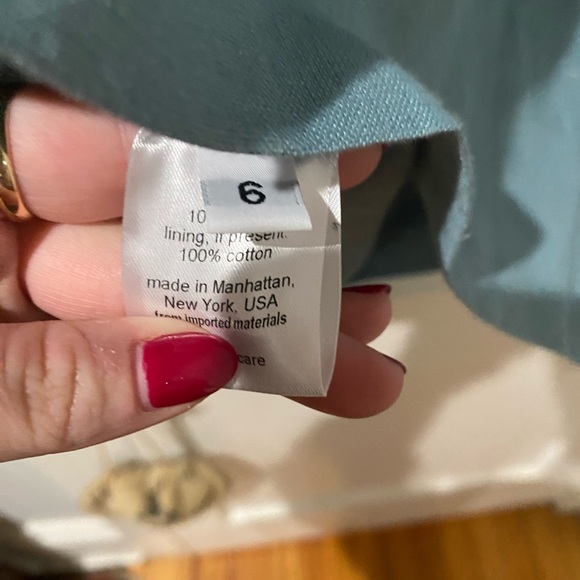 6
10
lining, if present:
100% cotton
made in Manhattan,
New York, USA
from imported materials
care